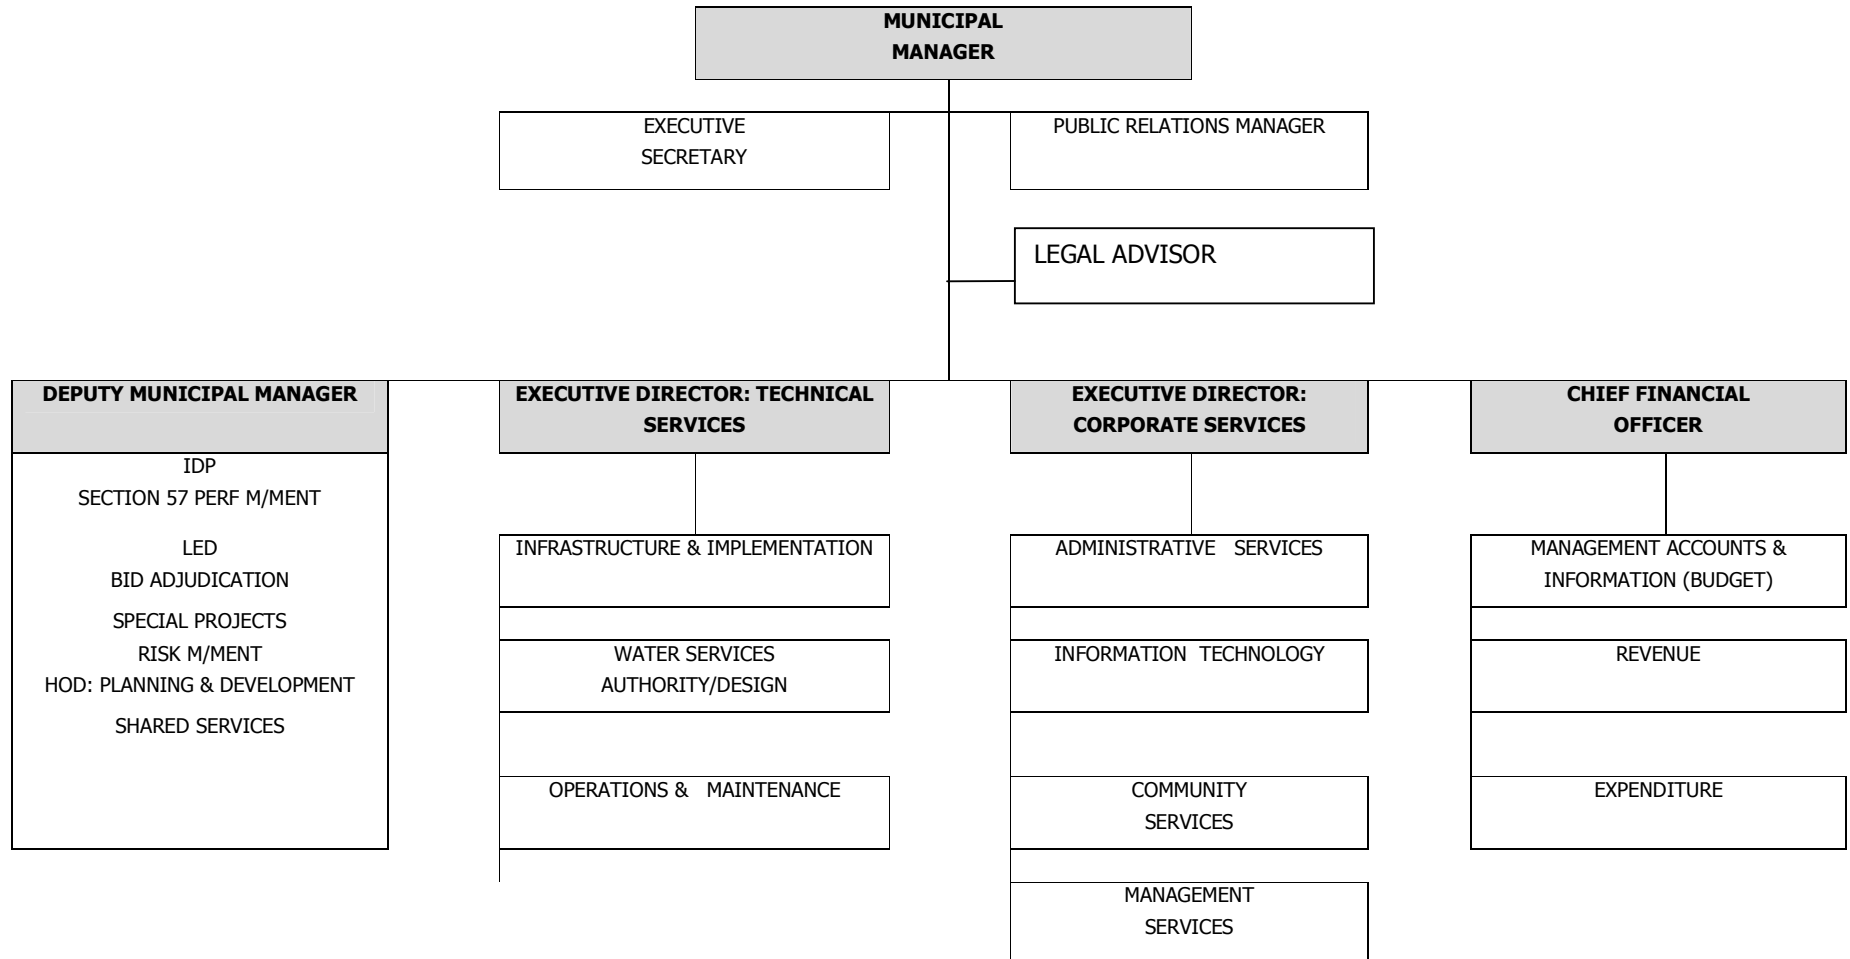 MUNICIPAL
MANAGER
EXECUTIVE
SECRETARY
PUBLIC RELATIONS MANAGER
LEGAL ADVISOR
DEPUTY MUNICIPAL MANAGER
IDP
SECTION 57 PERF M/MENT
LED
BID ADJUDICATION
SPECIAL PROJECTS
RISK M/MENT
HOD: PLANNING & DEVELOPMENT
SHARED SERVICES
EXECUTIVE DIRECTOR: TECHNICAL
SERVICES
INFRASTRUCTURE & IMPLEMENTATION
WATER SERVICES
AUTHORITY/DESIGN
OPERATIONS & MAINTENANCE
EXECUTIVE DIRECTOR:
CORPORATE SERVICES
ADMINISTRATIVE SERVICES
INFORMATION TECHNOLOGY
COMMUNITY
SERVICES
MANAGEMENT
SERVICES
CHIEF FINANCIAL
OFFICER
MANAGEMENT ACCOUNTS &
INFORMATION (BUDGET)
REVENUE
EXPENDITURE